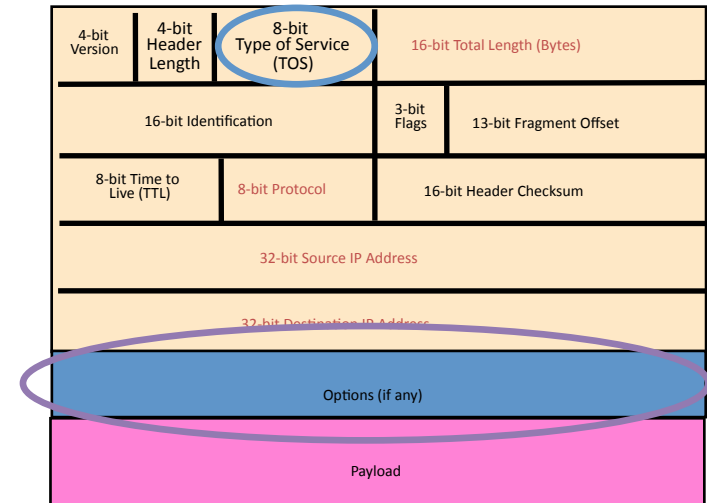 4-bit
Version
4-bit
Header
Length
8-bit
Type of Service
(TOS)
16-bit Total Length (Bytes)
16-bit Identification
3-bit
Flags
13-bit Fragment Offset
8-bit Time to
Live (TTL)
8-bit Protocol
16-bit Header Checksum
32-bit Source IP Address
32-bit Destination IP Address
Options (if any)
Payload